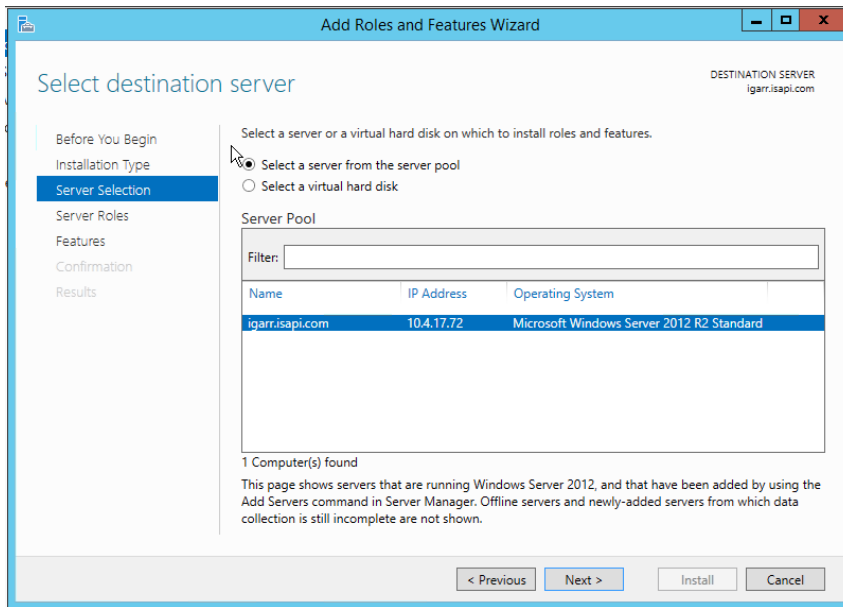 Add Roles and Features Wizard
Select destination server
DESTINATION SERVER
igarr.isapi.com
Before You Begin
Installation Type
Server Selection
Server Roles
Features
Confirmation
Results
Select a server or a virtual hard disk on which to install roles and features.
Select a server from the server pool
Select a virtual hard disk
Server Pool
Filter:
Name IP Address Operating System
igarr.isapi.com 10.4.17.72 Microsoft Windows Server 2012 R2 Standard
1 Computer(s) found
This page shows servers that are running Windows Server 2012, and that have been added by using the
Add Servers command in Server Manager. Offline servers and newly-added servers from which data
collection is still incomplete are not shown.
< Previous Next > Install Cancel